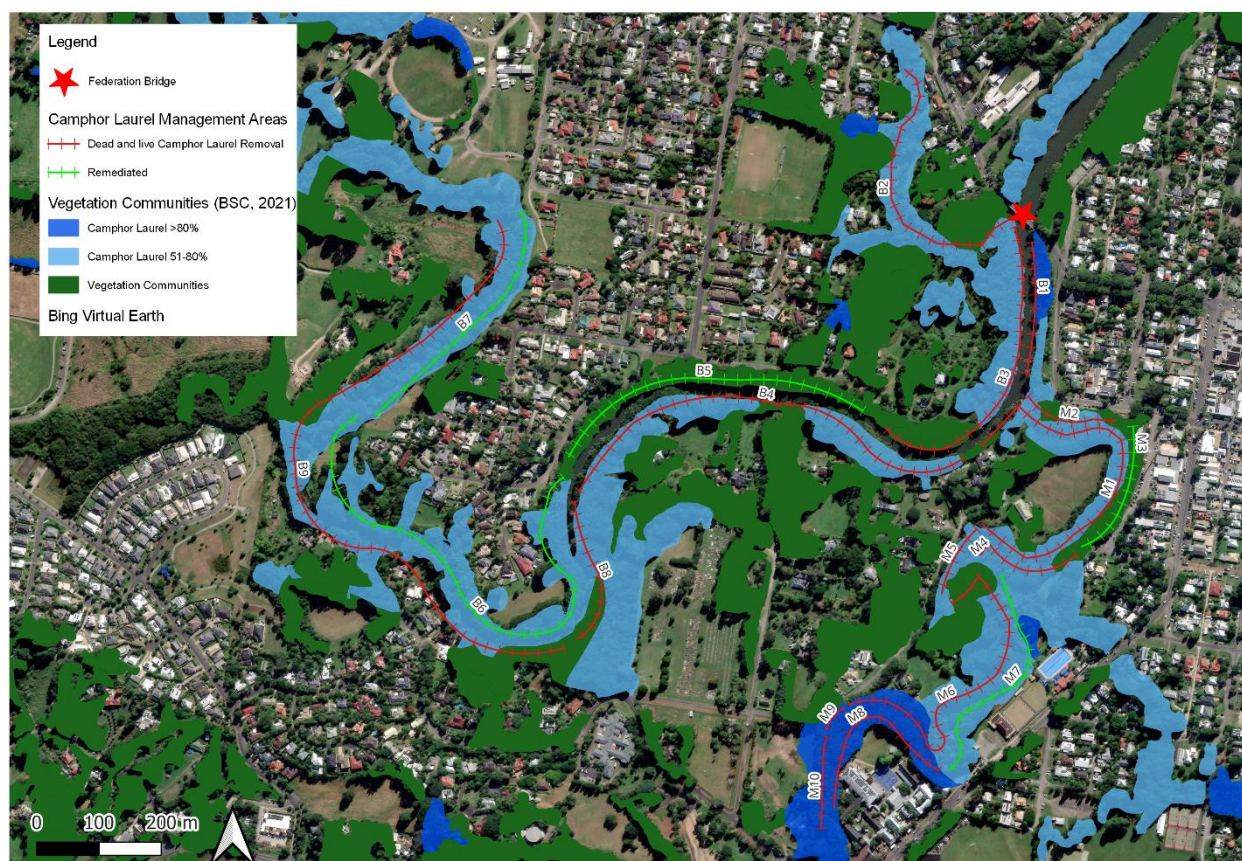 Legend
Federation Bridge
Camphor Laurel Management Areas
Dead and live Camphor Laurel Removal
Remediated
Vegetation Communities (BSC, 2021)
Camphor Laurel >80%
Camphor Laurel 51-80%
Vegetation Communities
Bing Virtual Earth
B2
B1
B7
B5
B4
B3
M2
M3
B9
M1
M5
M4
B8
B6
M7
M6
M9
M8
M10
0 100 200 m